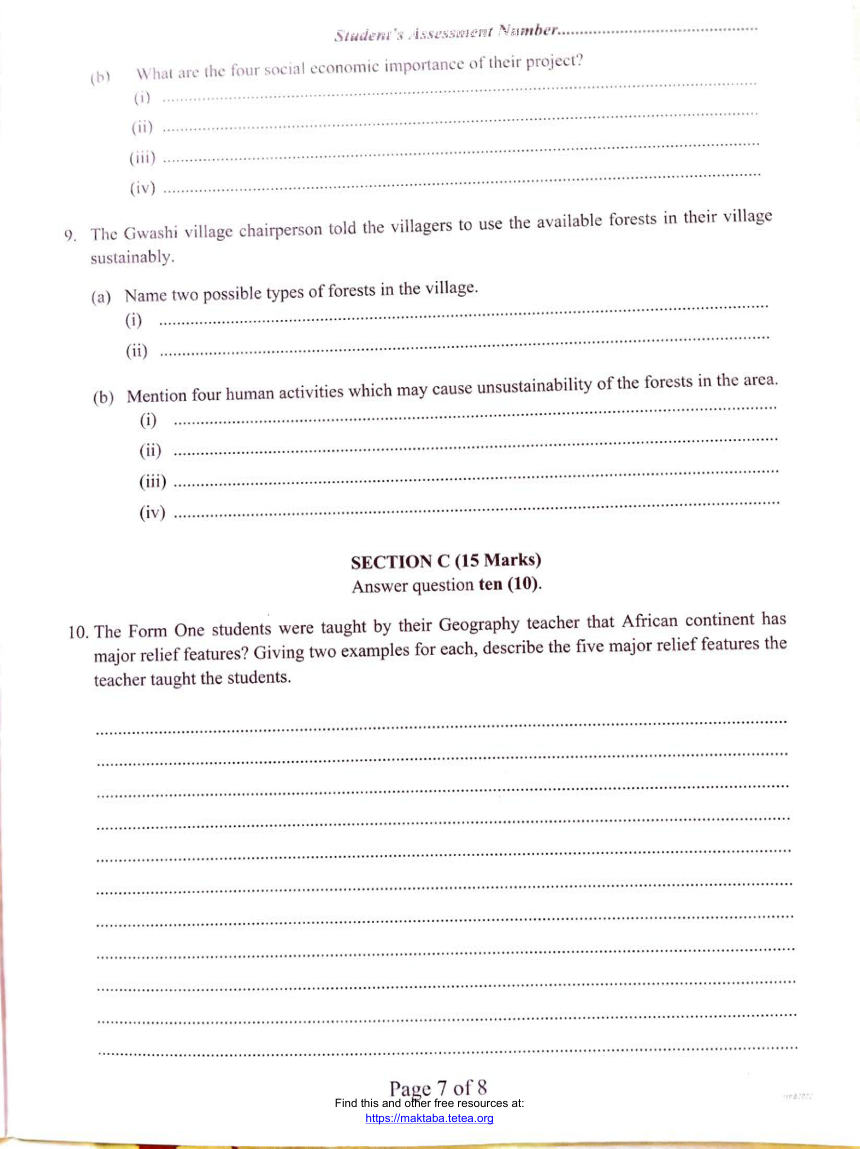 Student's Assessment Number........................................
(b) What are the four social economic importance of their project?
(i) ........................................
(ii) ........................................
(iii) ........................................
(iv) ........................................
9. The Gwashi village chairperson told the villagers to use the available forests in their village
sustainably.
(a) Name two possible types of forests in the village.
(i) ........................................
(ii) ........................................
(b) Mention four human activities which may cause unsustainability of the forests in the area.
(i) ........................................
(ii) ........................................
(iii) ........................................
(iv) ........................................
SECTION C (15 Marks)
Answer question ten (10).
10. The Form One students were taught by their Geography teacher that African continent has
major relief features? Giving two examples for each, describe the five major relief features the
teacher taught the students.
........................................
........................................
........................................
........................................
........................................
........................................
........................................
........................................
........................................
........................................
........................................
Page 7 of 8
Find this and other free resources at:
https://maktaba.tetea.org